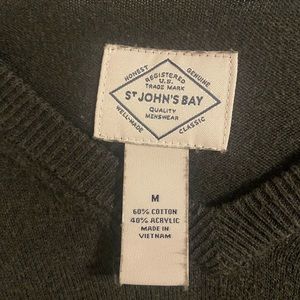 HONEST
GENUINE
REGISTERED
U.S.
TRADE MARK
ST JOHN'S BAY
QUALITY
MENSWEAR
WELL-MADE
CLASSIC
M
60% COTTON
40% ACRYLIC
MADE IN
VIETNAM